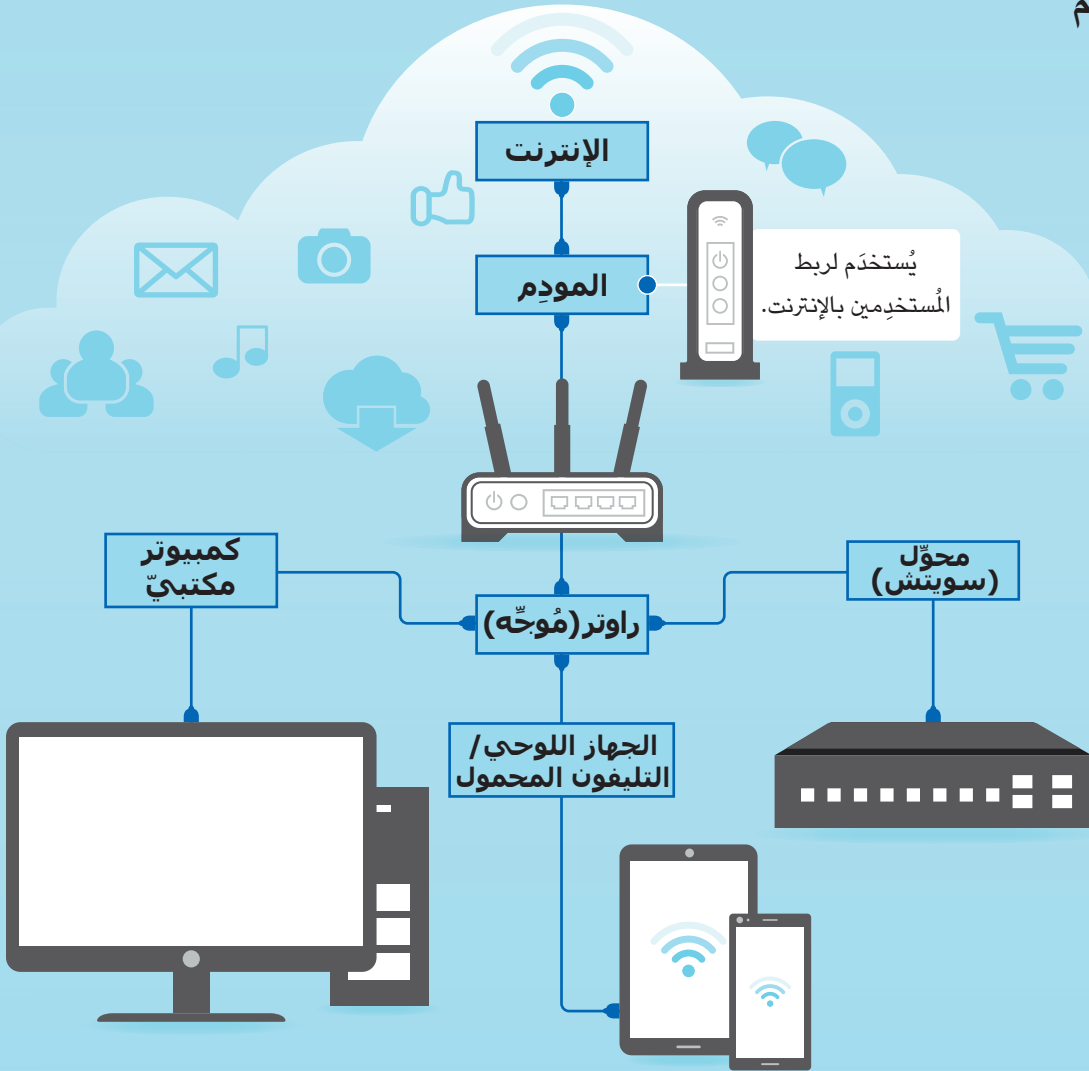 م
الإنترنت
المودِم
يُستخدَم لربط
المُستخدِمين بالإنترنت.
كمبيوتر
مكتبيّ
محوِّل
(سويتش)
راوتر(مُوجِّه)
الجهاز اللوحي/
التليفون المحمول